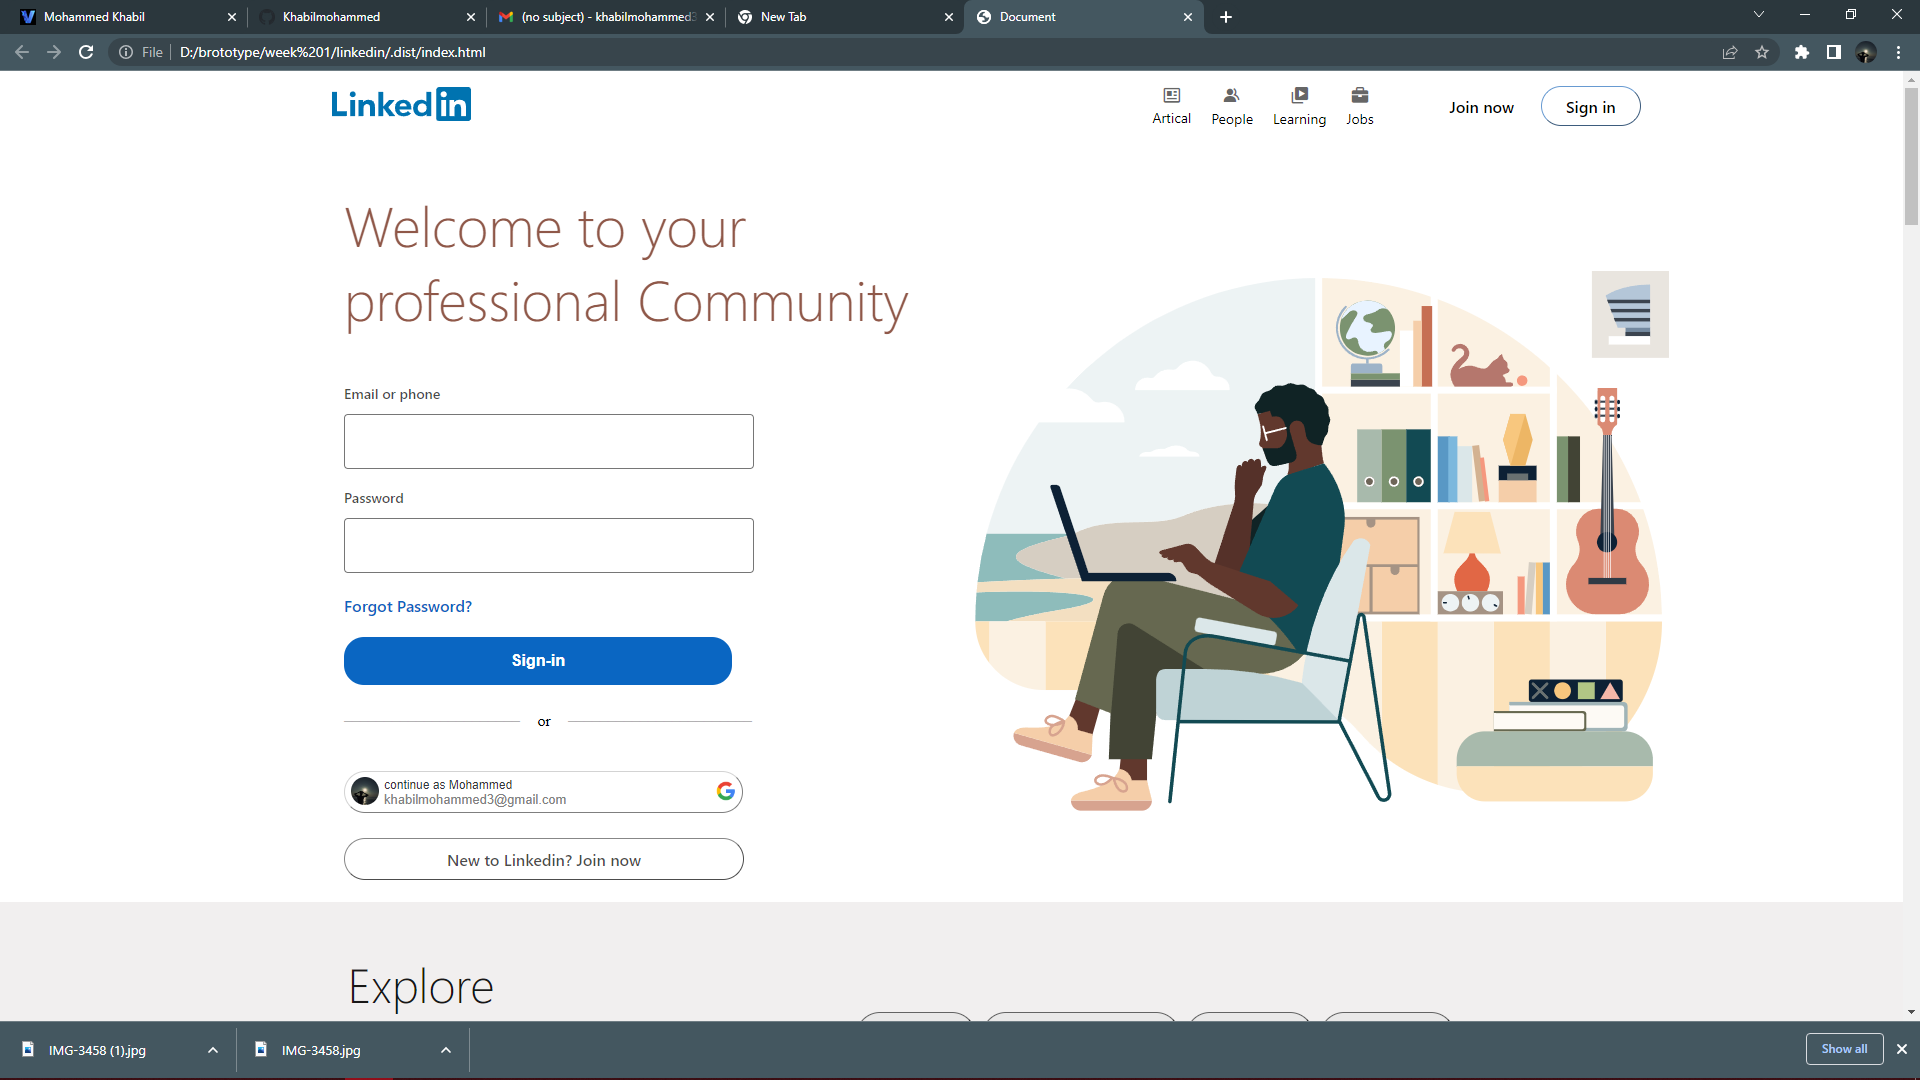 Mohammed Khabil
Khabilmohammed
(no subject) - khabilmohammed3
New Tab
Document
File
D:/brototype/week%201/linkedin/.dist/index.html
Linkedin
Artical
People
Learning
Jobs
Join now
Sign in
Welcome to your
professional Community
Email or phone
Password
Forgot Password?
Sign-in
or
continue as Mohammed
khabilmohammed3@gmail.com
New to Linkedin? Join now
Explore
IMG-3458 (1).jpg
IMG-3458.jpg
Show all